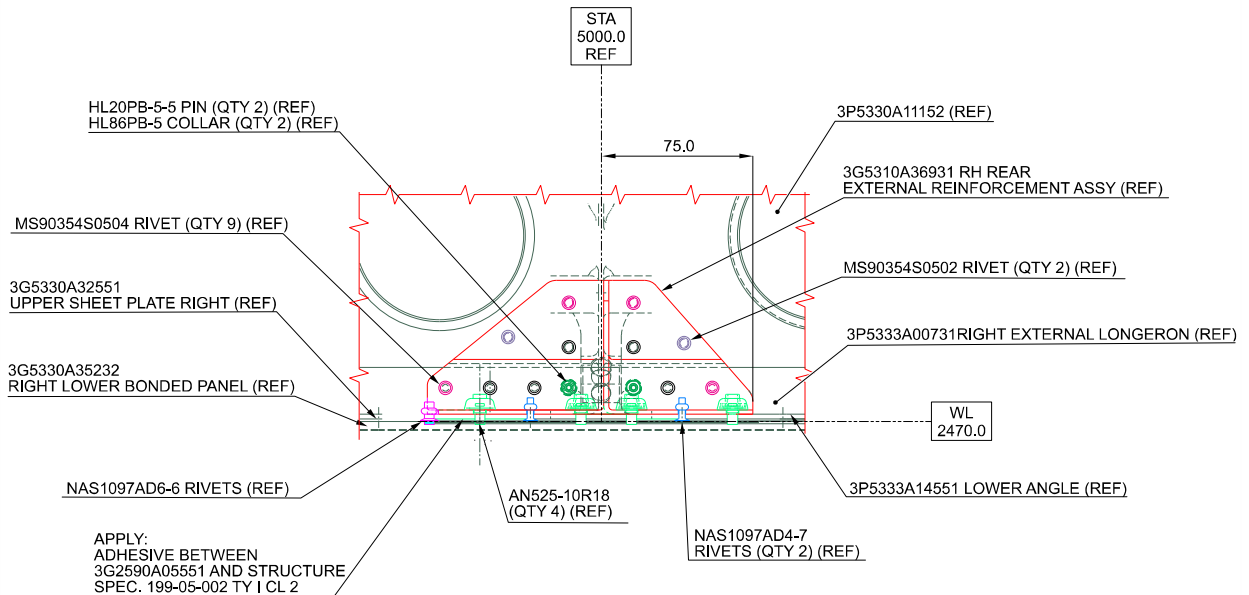 STA
5000.0
REF
HL20PB-5-5 PIN (QTY 2) (REF)
HL86PB-5 COLLAR (QTY 2) (REF)
3P5330A11152 (REF)
75.0
3G5310A36931 RH REAR
EXTERNAL REINFORCEMENT ASSY (REF)
MS90354S0504 RIVET (QTY 9) (REF)
MS90354S0502 RIVET (QTY 2) (REF)
3G5330A32551
UPPER SHEET PLATE RIGHT (REF)
3P5333A00731RIGHT EXTERNAL LONGERON (REF)
3G5330A35232
RIGHT LOWER BONDED PANEL (REF)
WL
2470.0
NAS1097AD6-6 RIVETS (REF)
AN525-10R18
(QTY 4) (REF)
3P5333A14551 LOWER ANGLE (REF)
NAS1097AD4-7
RIVETS (QTY 2) (REF)
APPLY:
ADHESIVE BETWEEN
3G2590A05551 AND STRUCTURE
SPEC. 199-05-002 TY I CL 2